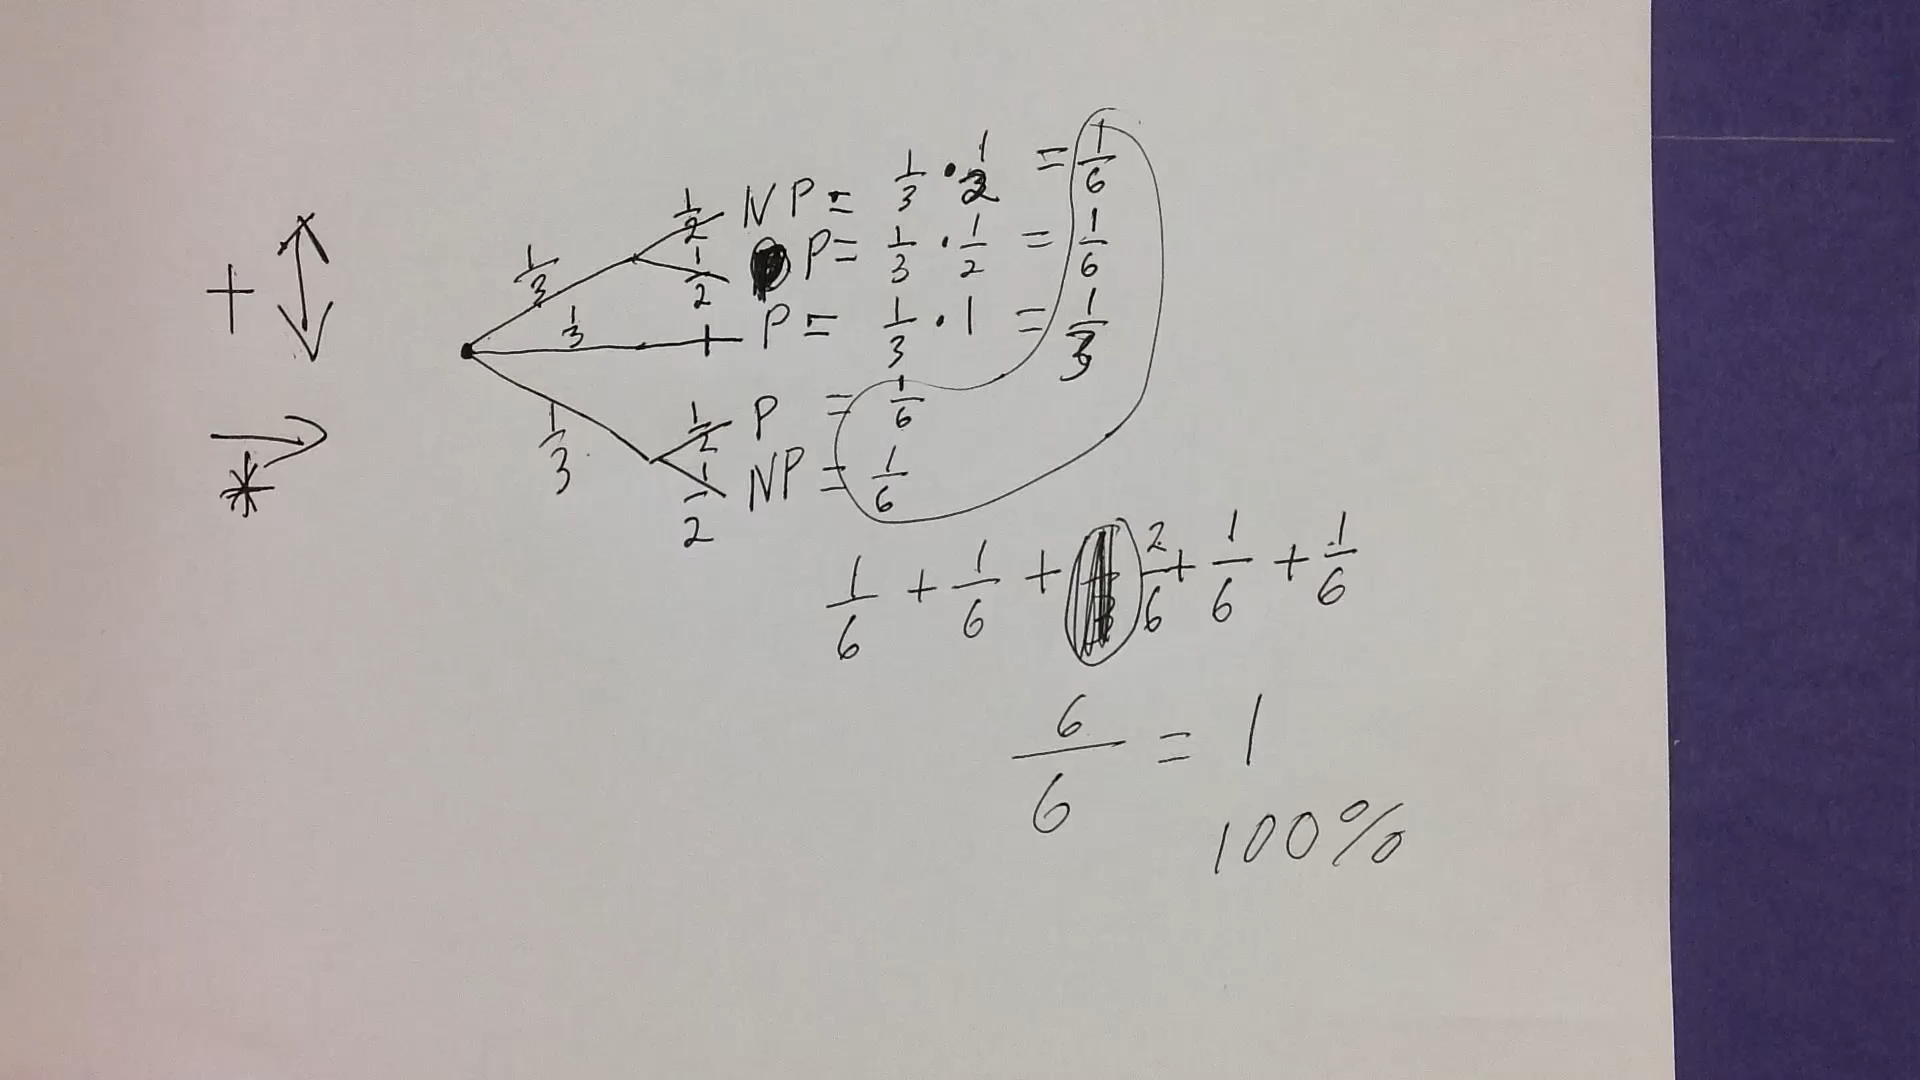 1/2 NP = 1/3 · 1/2 = 1/6
1/3
1/2 P = 1/3 · 1/2 = 1/6
+
1/3 1 P = 1/3 · 1 = 1/3
1/2 P = 1/6
1/3
1/2 NP = 1/6
*
1/6 + 1/6 + 2/6 + 1/6 + 1/6
6/6 = 1
100%